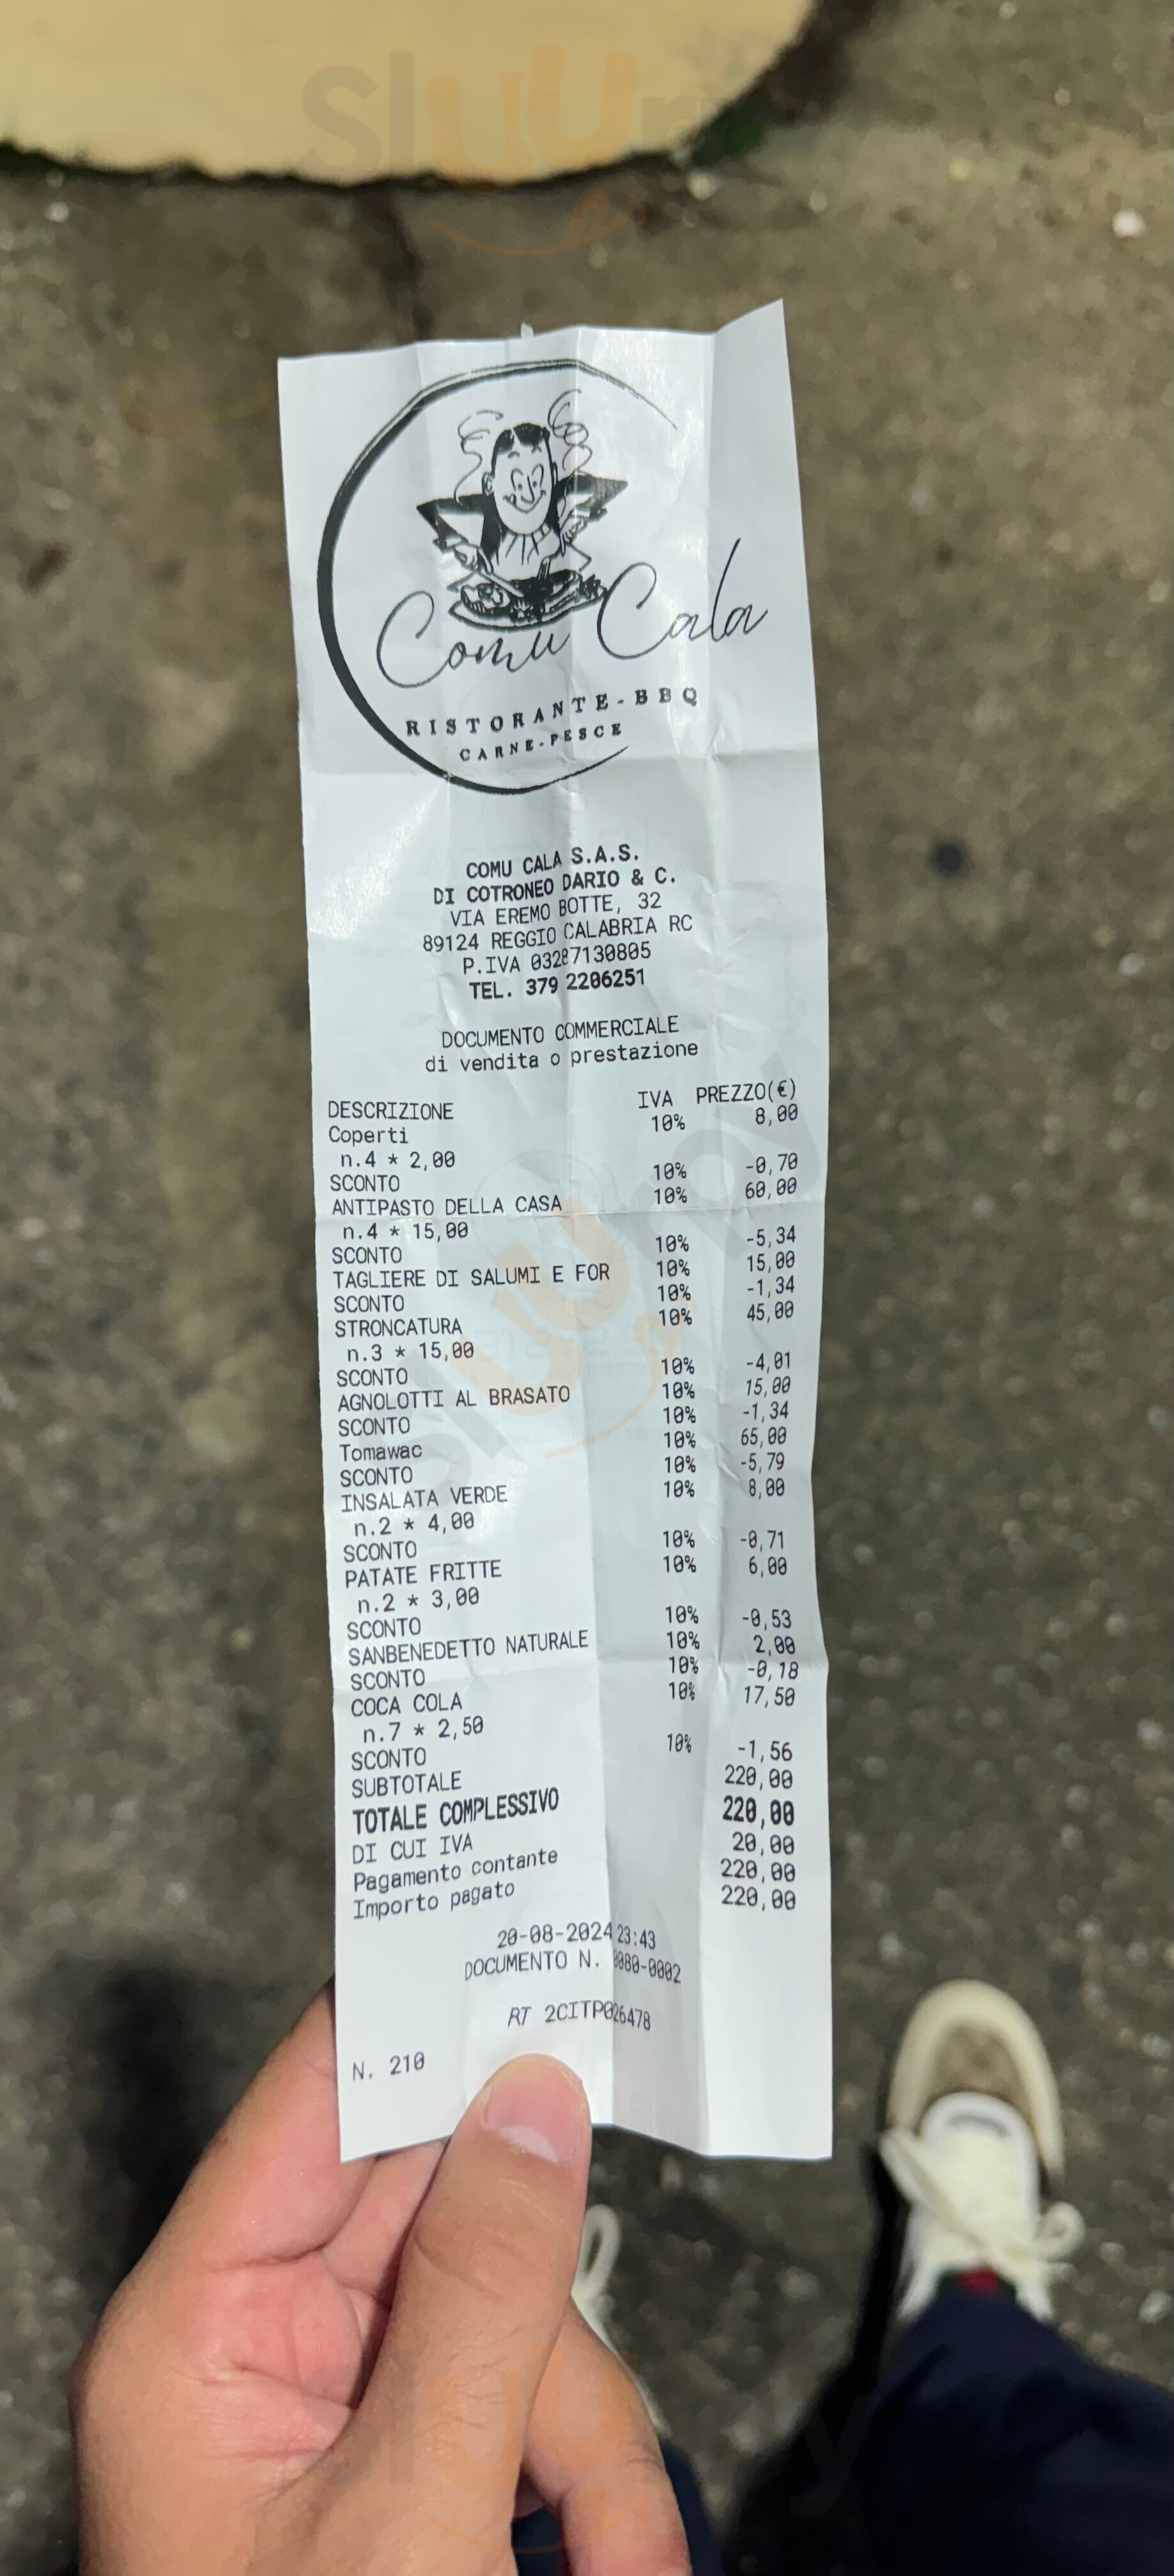 Sluurpy
Comu Cala
RISTORANTE-BBQ
CARNE-PESCE
COMU CALA S.A.S.
DI COTRONEO DARIO & C.
VIA EREMO BOTTE, 32
89124 REGGIO CALABRIA RC
P.IVA 03287130805
TEL. 379 2206251
DOCUMENTO COMMERCIALE
di vendita o prestazione
DESCRIZIONE IVA PREZZO(€)
Coperti 10% 8,00
n.4 * 2,00
SCONTO 10% -0,70
ANTIPASTO DELLA CASA 10% 60,00
n.4 * 15,00
SCONTO 10% -5,34
TAGLIERE DI SALUMI E FOR 10% 15,00
SCONTO 10% -1,34
STRONCATURA 10% 45,00
n.3 * 15,00
SCONTO 10% -4,01
AGNOLOTTI AL BRASATO 10% 15,00
SCONTO 10% -1,34
Tomawac 10% 65,00
SCONTO 10% -5,79
INSALATA VERDE 10% 8,00
n.2 * 4,00
SCONTO 10% -0,71
PATATE FRITTE 10% 6,00
n.2 * 3,00
SCONTO 10% -0,53
SANBENEDETTO NATURALE 10% 2,00
SCONTO 10% -0,18
COCA COLA 10% 17,50
n.7 * 2,50
SCONTO 10% -1,56
SUBTOTALE 220,00
TOTALE COMPLESSIVO 220,00
DI CUI IVA 20,00
Pagamento contante 220,00
Importo pagato 220,00
20-08-2024 23:43
DOCUMENTO N. 0080-0002
RT 2CITP026478
N. 210
Sluurpy
Sluurpy